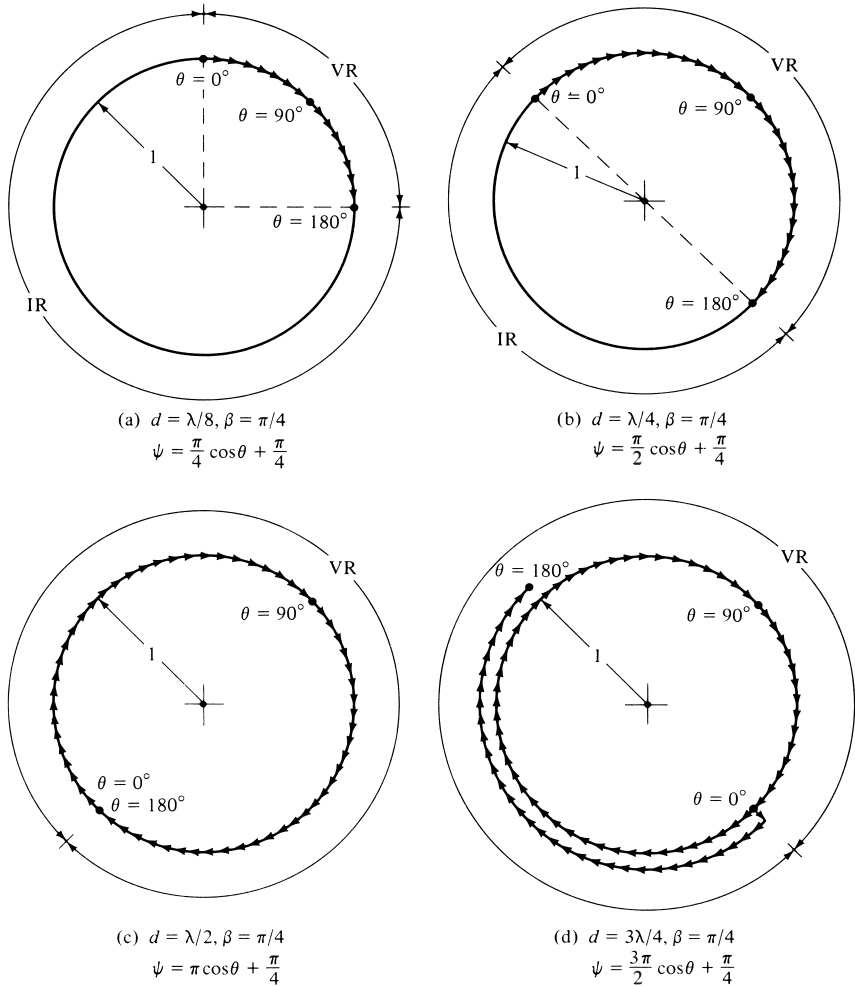 VR
θ = 0°
θ = 90°
1
θ = 180°
IR
(a) d = λ/8, β = π/4
ψ = π/4 cosθ + π/4
VR
θ = 0°
θ = 90°
1
θ = 180°
IR
(b) d = λ/4, β = π/4
ψ = π/2 cosθ + π/4
VR
θ = 90°
1
θ = 0°
θ = 180°
(c) d = λ/2, β = π/4
ψ = π cosθ + π/4
VR
θ = 180°
θ = 90°
1
θ = 0°
(d) d = 3λ/4, β = π/4
ψ = 3π/2 cosθ + π/4